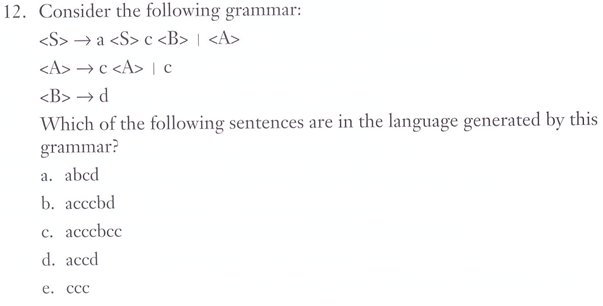 12. Consider the following grammar:
<S> → a <S> c <B> | <A>
<A> → c <A> | c
<B> → d
Which of the following sentences are in the language generated by this
grammar?
a. abcd
b. acccbd
c. acccbcc
d. accd
e. ccc